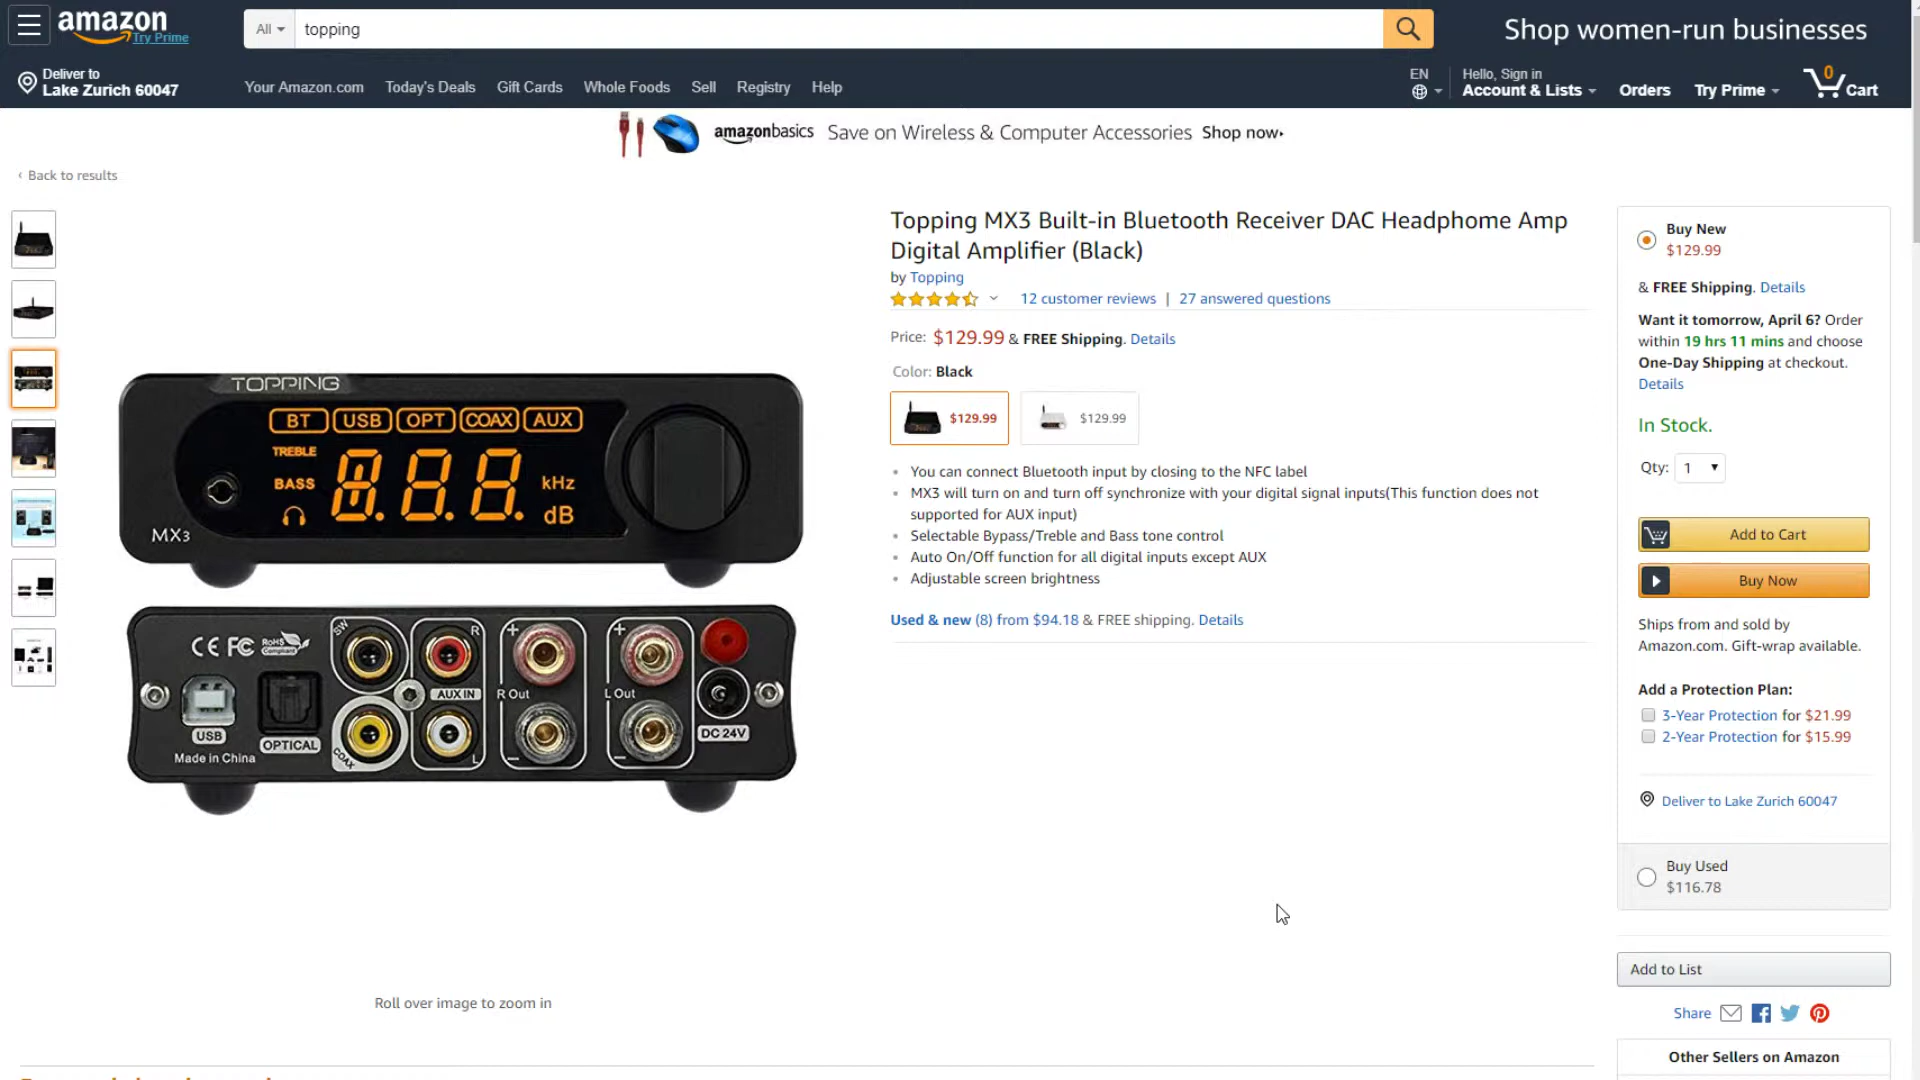 amazon
Try Prime
All
topping
Shop women-run businesses
Deliver to
Lake Zurich 60047
Your Amazon.com
Today's Deals
Gift Cards
Whole Foods
Sell
Registry
Help
EN
Hello, Sign in
Account & Lists
Orders
Try Prime
0
Cart
amazonbasics Save on Wireless & Computer Accessories Shop now
‹ Back to results
TOPPING
BT USB OPT COAX AUX
TREBLE
BASS
8.8.8.
kHz
dB
MX3
CE FC RoHS
Compliant
SW
R
AUX IN
L
COAX
USB
OPTICAL
Made in China
+
R Out
−
+
L Out
−
DC 24V
Roll over image to zoom in
Topping MX3 Built-in Bluetooth Receiver DAC Headphome Amp
Digital Amplifier (Black)
by Topping
12 customer reviews | 27 answered questions
Price: $129.99 & FREE Shipping. Details
Color: Black
$129.99
$129.99
• You can connect Bluetooth input by closing to the NFC label
• MX3 will turn on and turn off synchronize with your digital signal inputs(This function does not
supported for AUX input)
• Selectable Bypass/Treble and Bass tone control
• Auto On/Off function for all digital inputs except AUX
• Adjustable screen brightness
Used & new (8) from $94.18 & FREE shipping. Details
Buy New
$129.99
& FREE Shipping. Details
Want it tomorrow, April 6? Order
within 19 hrs 11 mins and choose
One-Day Shipping at checkout.
Details
In Stock.
Qty: 1
Add to Cart
Buy Now
Ships from and sold by
Amazon.com. Gift-wrap available.
Add a Protection Plan:
3-Year Protection for $21.99
2-Year Protection for $15.99
Deliver to Lake Zurich 60047
Buy Used
$116.78
Add to List
Share
Other Sellers on Amazon